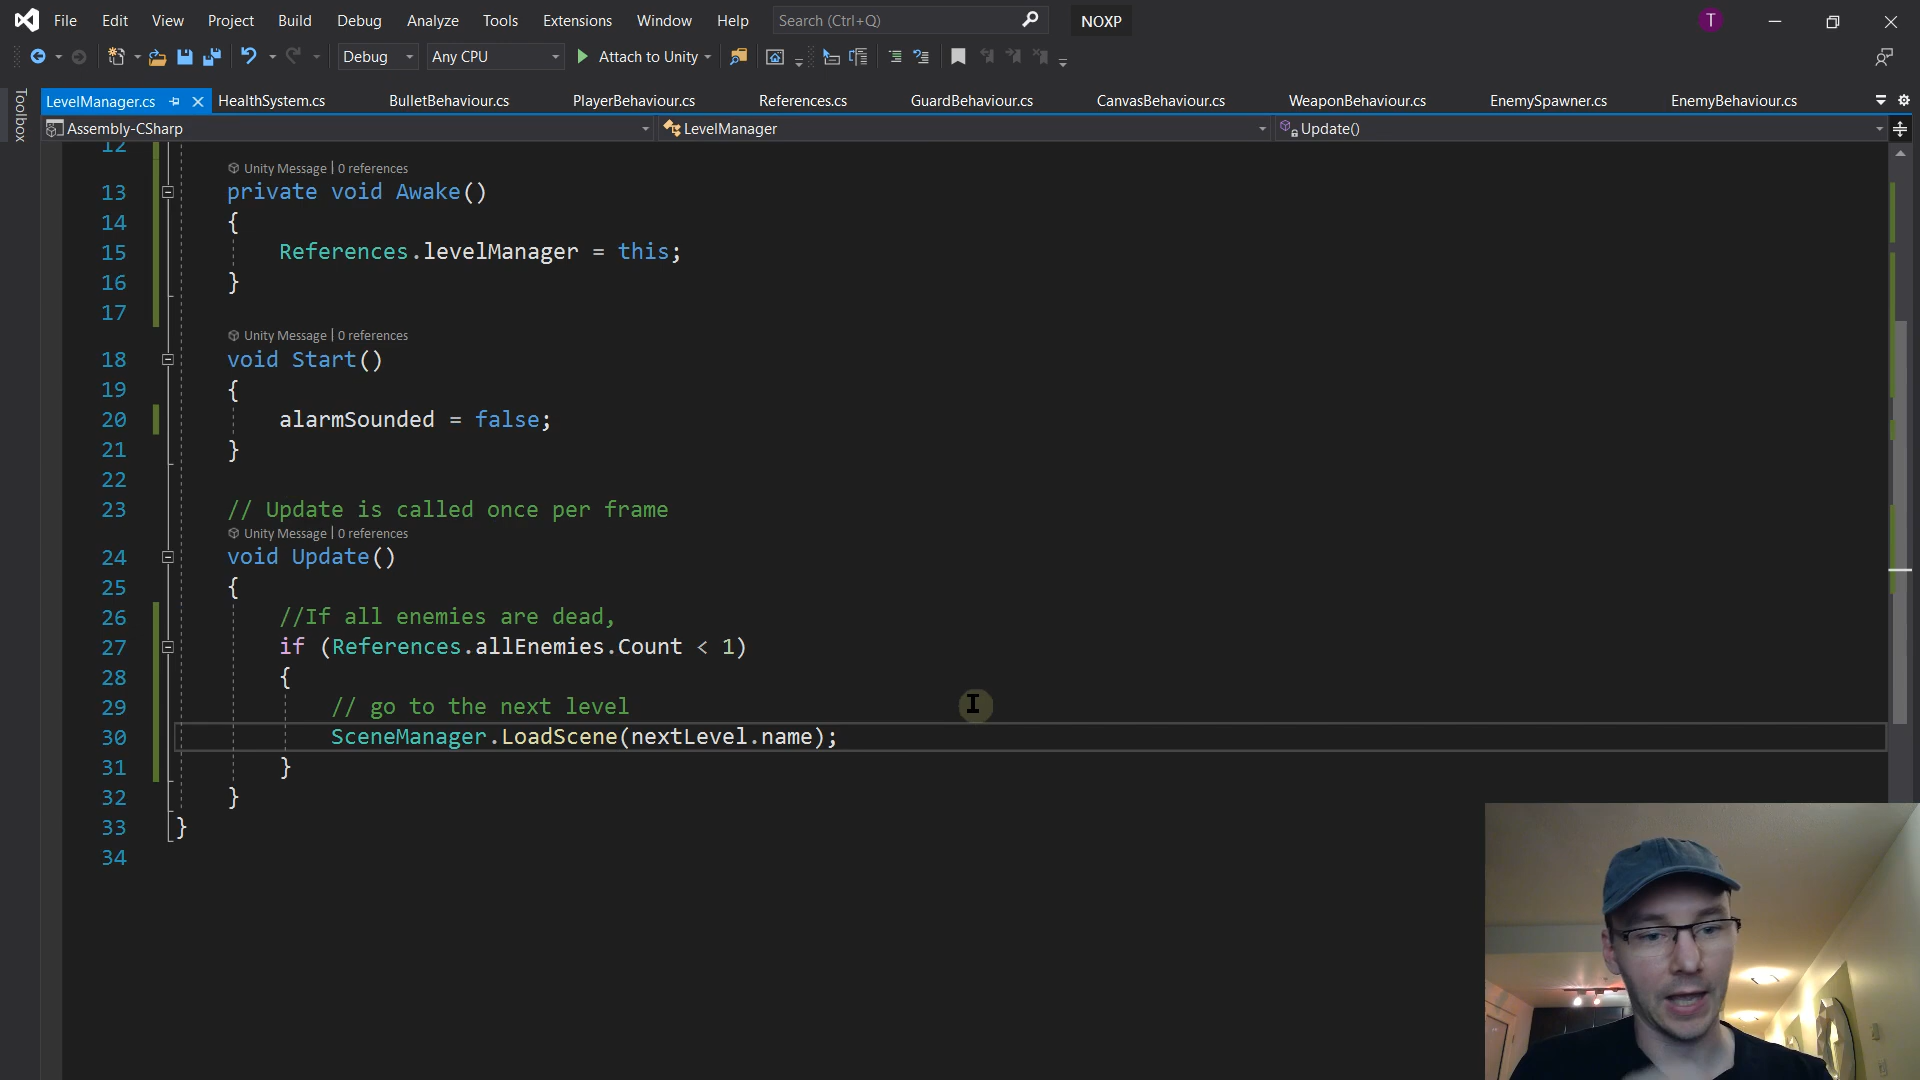 File Edit View Project Build Debug Analyze Tools Extensions Window Help Search (Ctrl+Q) NOXP T
Debug Any CPU Attach to Unity
Toolbox
LevelManager.cs HealthSystem.cs BulletBehaviour.cs PlayerBehaviour.cs References.cs GuardBehaviour.cs CanvasBehaviour.cs WeaponBehaviour.cs EnemySpawner.cs EnemyBehaviour.cs
Assembly-CSharp LevelManager Update()
12
Unity Message | 0 references
13 private void Awake()
14 {
15 References.levelManager = this;
16 }
17
Unity Message | 0 references
18 void Start()
19 {
20 alarmSounded = false;
21 }
22
23 // Update is called once per frame
Unity Message | 0 references
24 void Update()
25 {
26 //If all enemies are dead,
27 if (References.allEnemies.Count < 1)
28 {
29 // go to the next level
30 SceneManager.LoadScene(nextLevel.name);
31 }
32 }
33 }
34